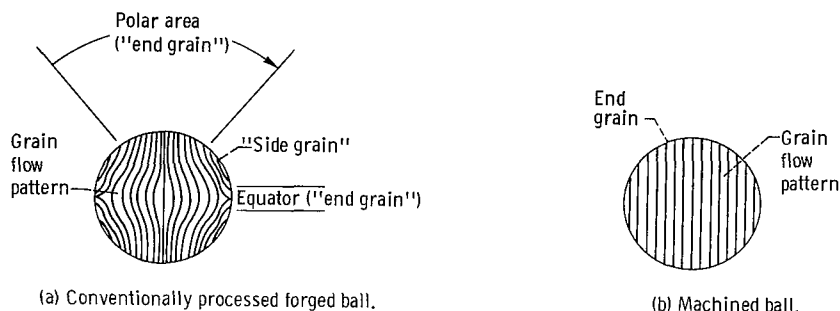 Polar area
(''end grain'')
Grain
flow
pattern
''Side grain''
Equator (''end grain'')
(a) Conventionally processed forged ball.
End
grain
Grain
flow
pattern
(b) Machined ball.